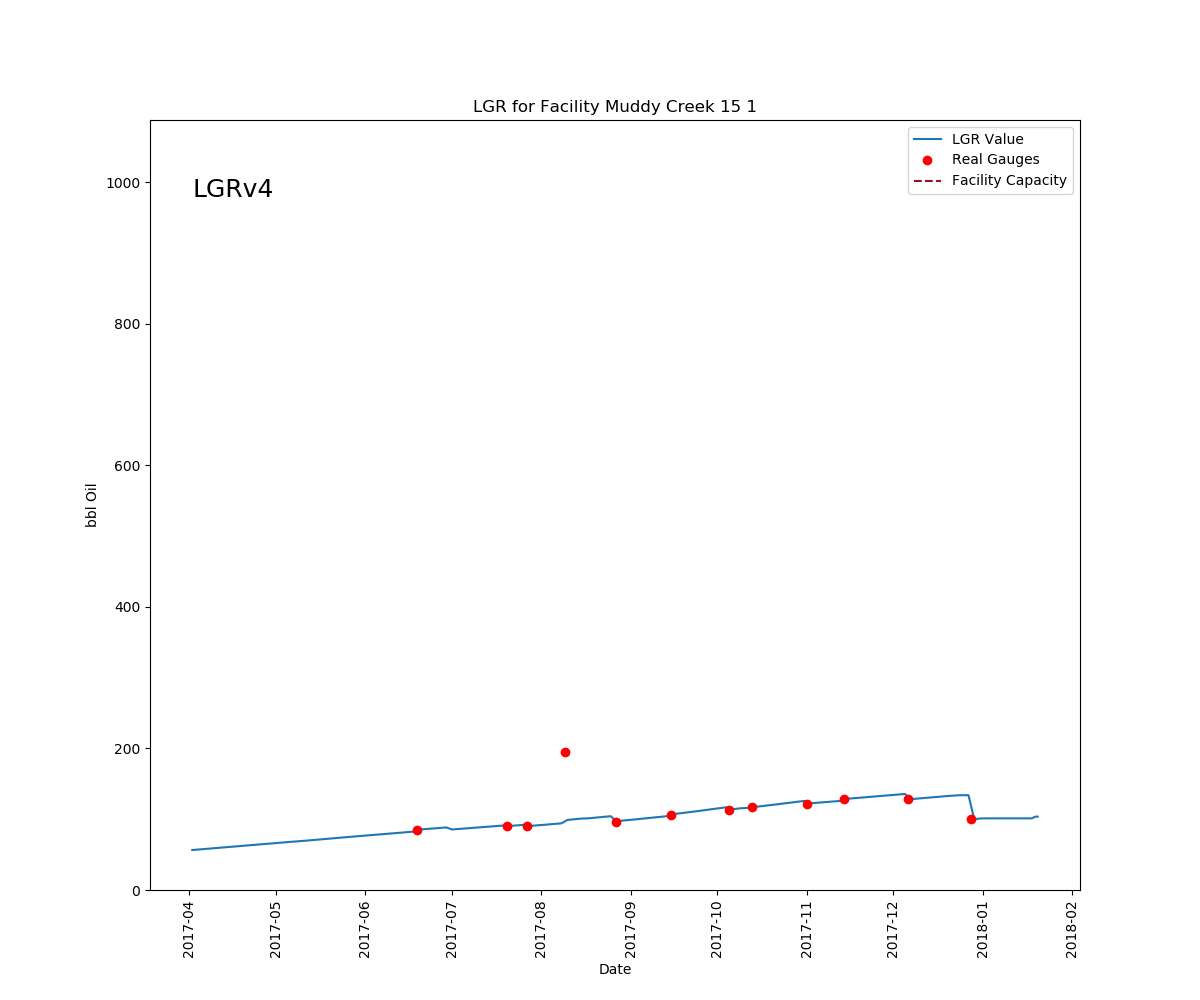 LGR for Facility Muddy Creek 15 1
LGRv4
LGR Value
Real Gauges
Facility Capacity
bbl Oil
1000
800
600
400
200
0
2017-04
2017-05
2017-06
2017-07
2017-08
2017-09
2017-10
2017-11
2017-12
2018-01
2018-02
Date